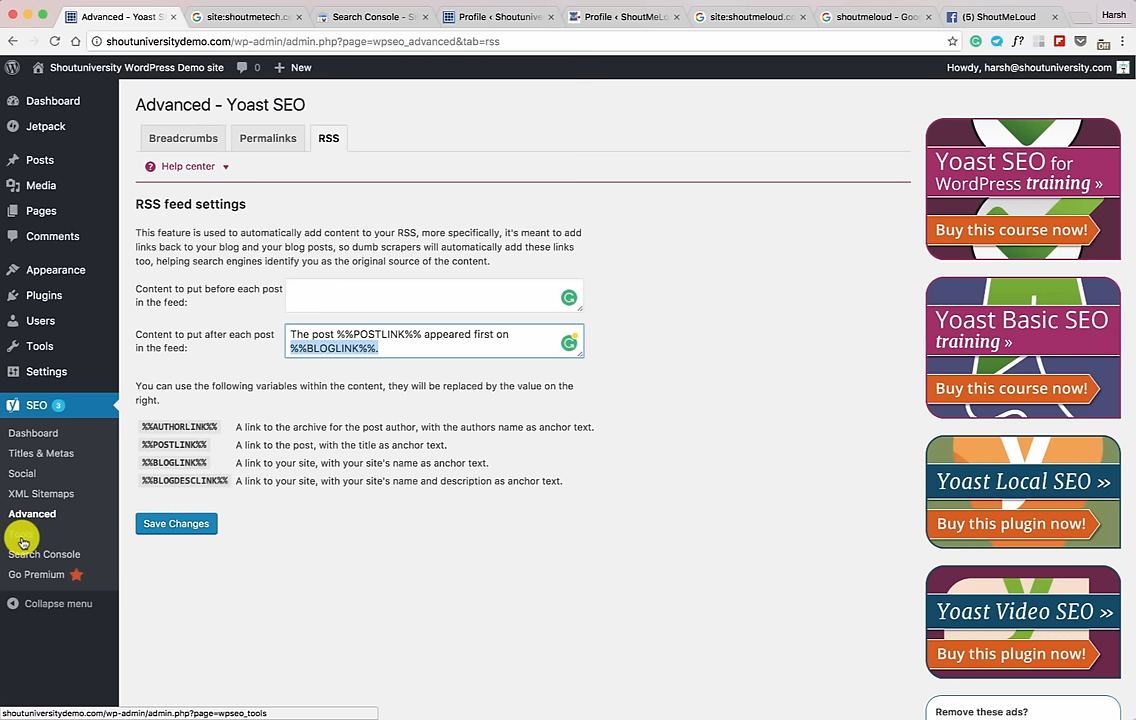 Advanced - Yoast S
site:shoutmetech.c
Search Console - S
Profile ‹ Shoutunive
Profile ‹ ShoutMeLo
site:shoutmeloud.c
shoutmeloud - Goo
(5) ShoutMeLoud
Harsh
shoutuniversitydemo.com/wp-admin/admin.php?page=wpseo_advanced&tab=rss
f?
Off
Shoutuniversity WordPress Demo site
0
New
Howdy, harsh@shoutuniversity.com
Dashboard
Jetpack
Posts
Media
Pages
Comments
Appearance
Plugins
Users
Tools
Settings
SEO 3
Dashboard
Titles & Metas
Social
XML Sitemaps
Advanced
Search Console
Go Premium
Collapse menu
Advanced - Yoast SEO
Breadcrumbs
Permalinks
RSS
Help center
RSS feed settings
This feature is used to automatically add content to your RSS, more specifically, it's meant to
add links back to your blog and your blog posts, so dumb scrapers will automatically add these links
too, helping search engines identify you as the original source of the content.
Content to put before each post
in the feed:
Content to put after each post
in the feed:
The post %%POSTLINK%% appeared first on
%%BLOGLINK%%.
You can use the following variables within the content, they will be replaced by the value on the
right.
%%AUTHORLINK%% A link to the archive for the post author, with the authors name as anchor text.
%%POSTLINK%% A link to the post, with the title as anchor text.
%%BLOGLINK%% A link to your site, with your site's name as anchor text.
%%BLOGDESCLINK%% A link to your site, with your site's name and description as anchor text.
Save Changes
Yoast SEO for
WordPress training »
Buy this course now!
Yoast Basic SEO
training »
Buy this course now!
Yoast Local SEO »
Buy this plugin now!
Yoast Video SEO »
Buy this plugin now!
Remove these ads?
shoutuniversitydemo.com/wp-admin/admin.php?page=wpseo_tools